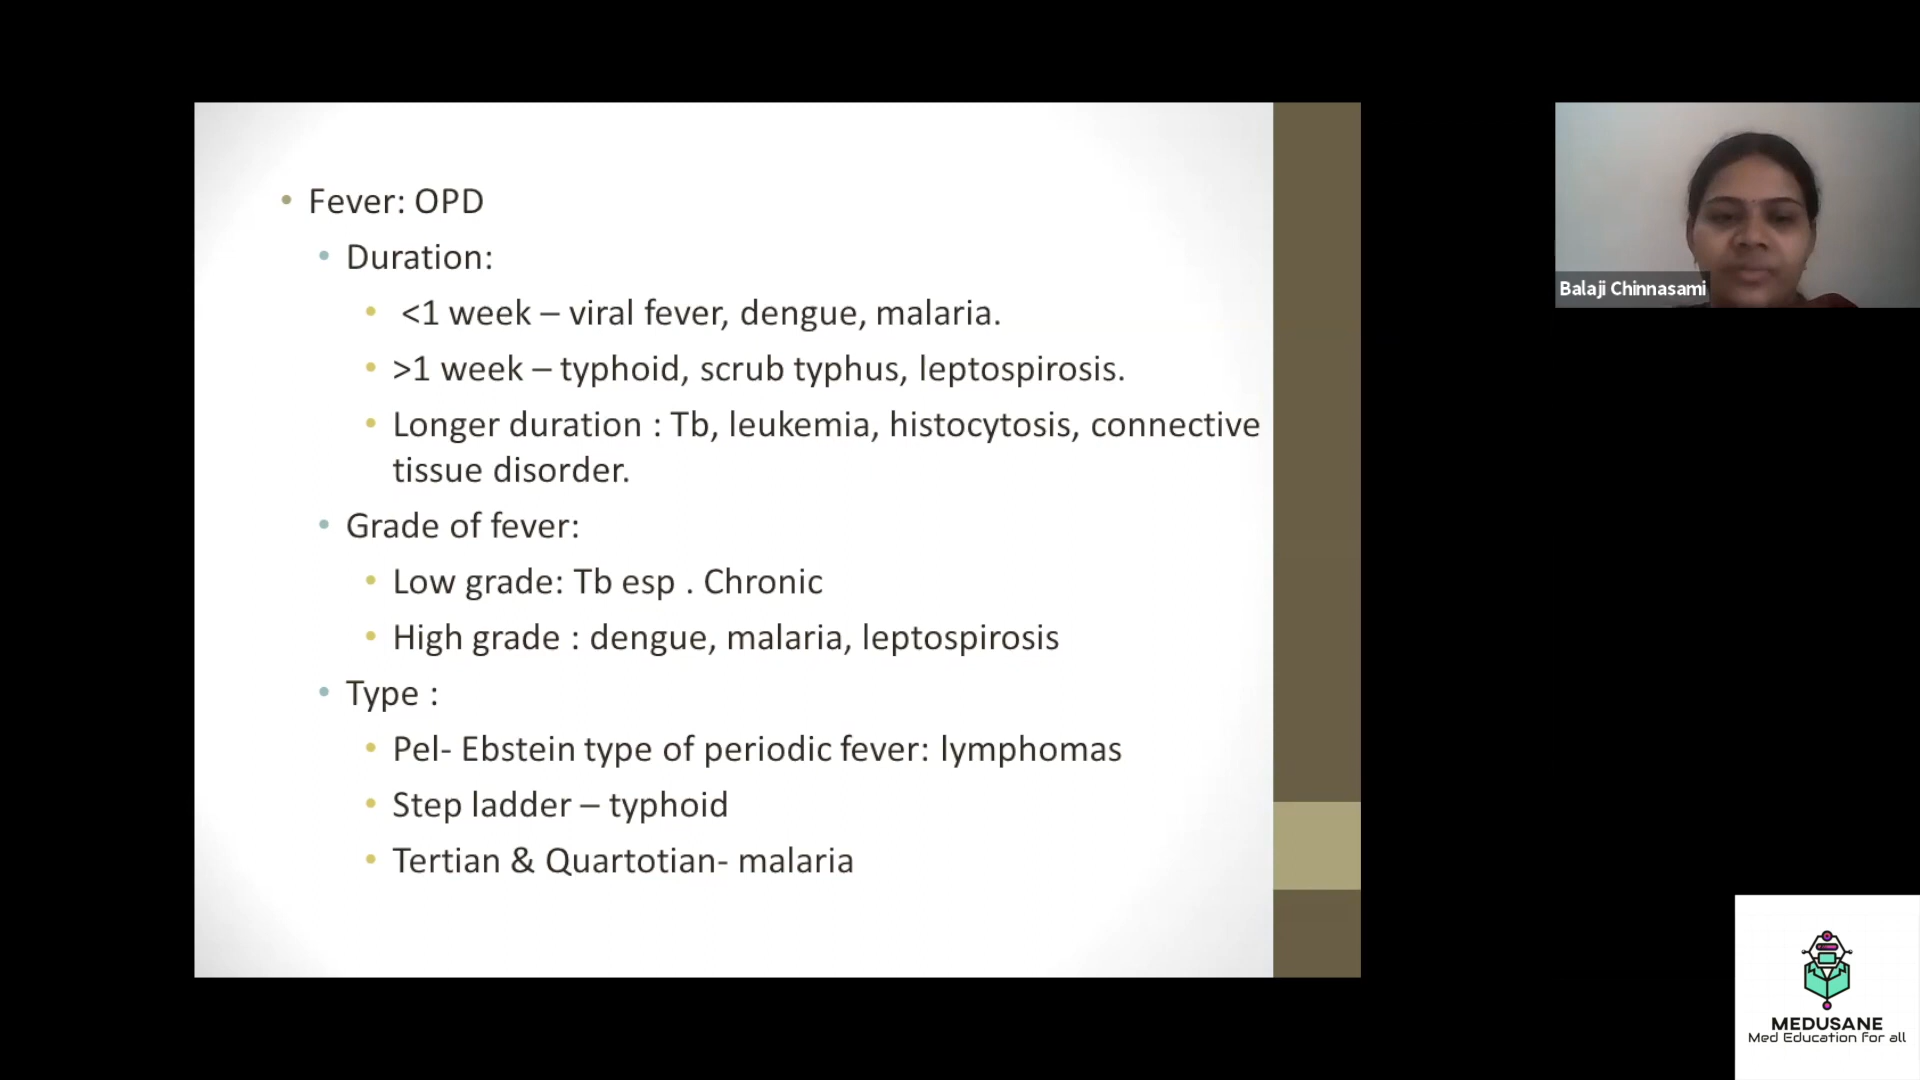 • Fever: OPD
• Duration:
• <1 week – viral fever, dengue, malaria.
• >1 week – typhoid, scrub typhus, leptospirosis.
• Longer duration : Tb, leukemia, histocytosis, connective
tissue disorder.
• Grade of fever:
• Low grade: Tb esp . Chronic
• High grade : dengue, malaria, leptospirosis
• Type :
• Pel- Ebstein type of periodic fever: lymphomas
• Step ladder – typhoid
• Tertian & Quartotian- malaria
Balaji Chinnasami
MEDUSANE
Med Education for all